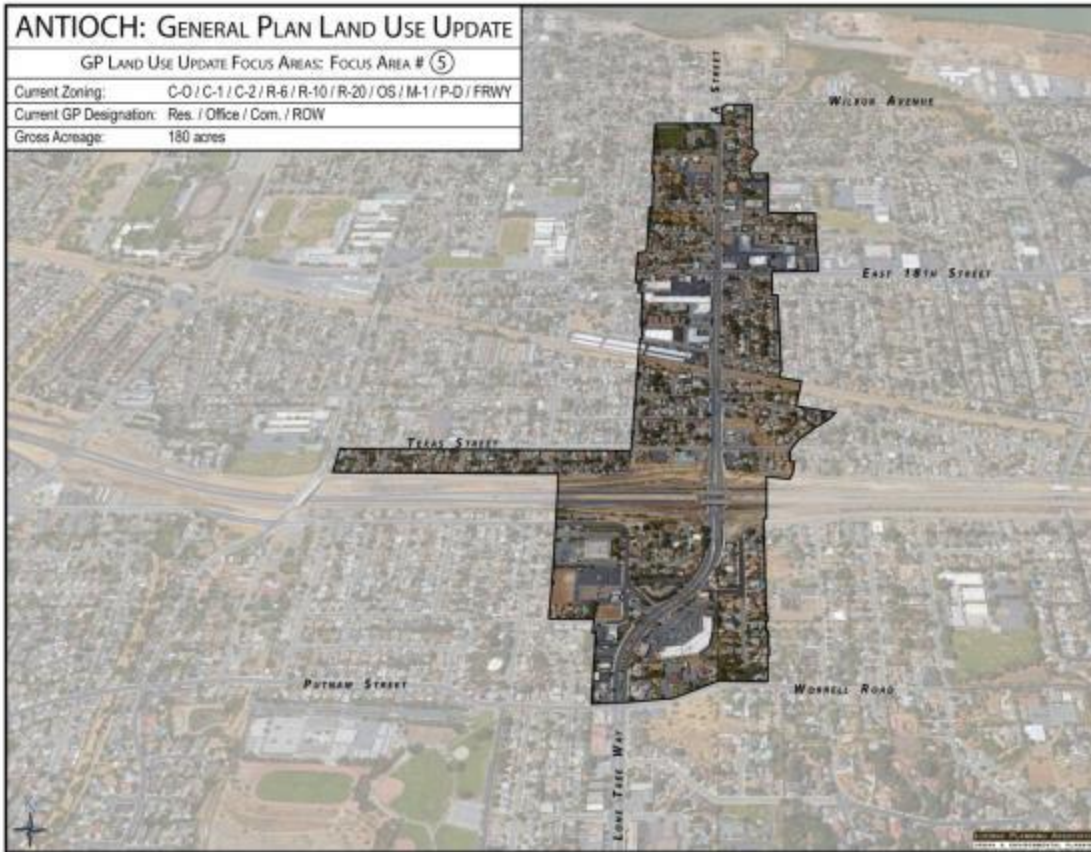 ANTIOCH: GENERAL PLAN LAND USE UPDATE
GP LAND USE UPDATE FOCUS AREAS: FOCUS AREA # 5
Current Zoning: C-O / C-1 / C-2 / R-6 / R-10 / R-20 / OS / M-1 / P-D / FRWY
Current GP Designation: Res. / Office / Com. / ROW
Gross Acreage: 180 acres
A STREET
WILBUR AVENUE
EAST 18TH STREET
TEXAS STREET
PUTNAM STREET
WORRELL ROAD
LONE TREE WAY
PLANNING